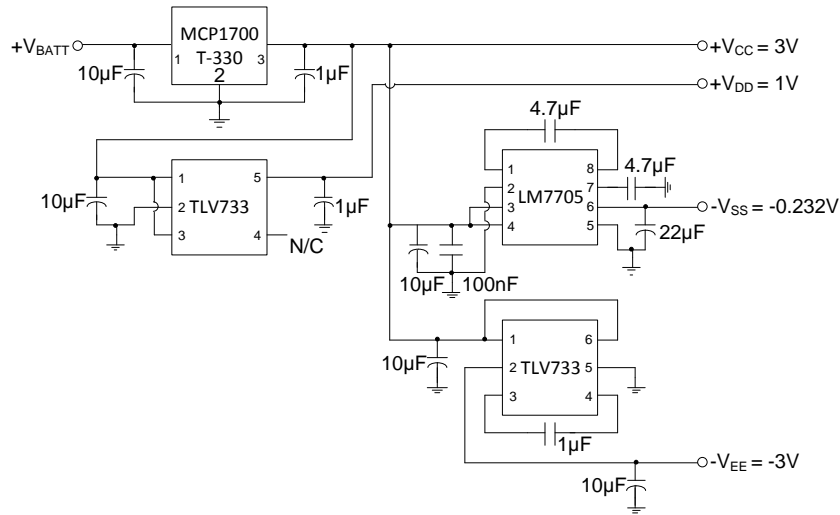 MCP1700
T-330
1
3
2
+VBATT
10µF
1µF
+VCC = 3V
+VDD = 1V
4.7µF
1
2
3
4
LM7705
8
7
6
5
4.7µF
-VSS = -0.232V
22µF
10µF
1
2
3
TLV733
5
4
1µF
N/C
10µF
100nF
10µF
1
2
3
TLV733
6
5
4
1µF
-VEE = -3V
10µF